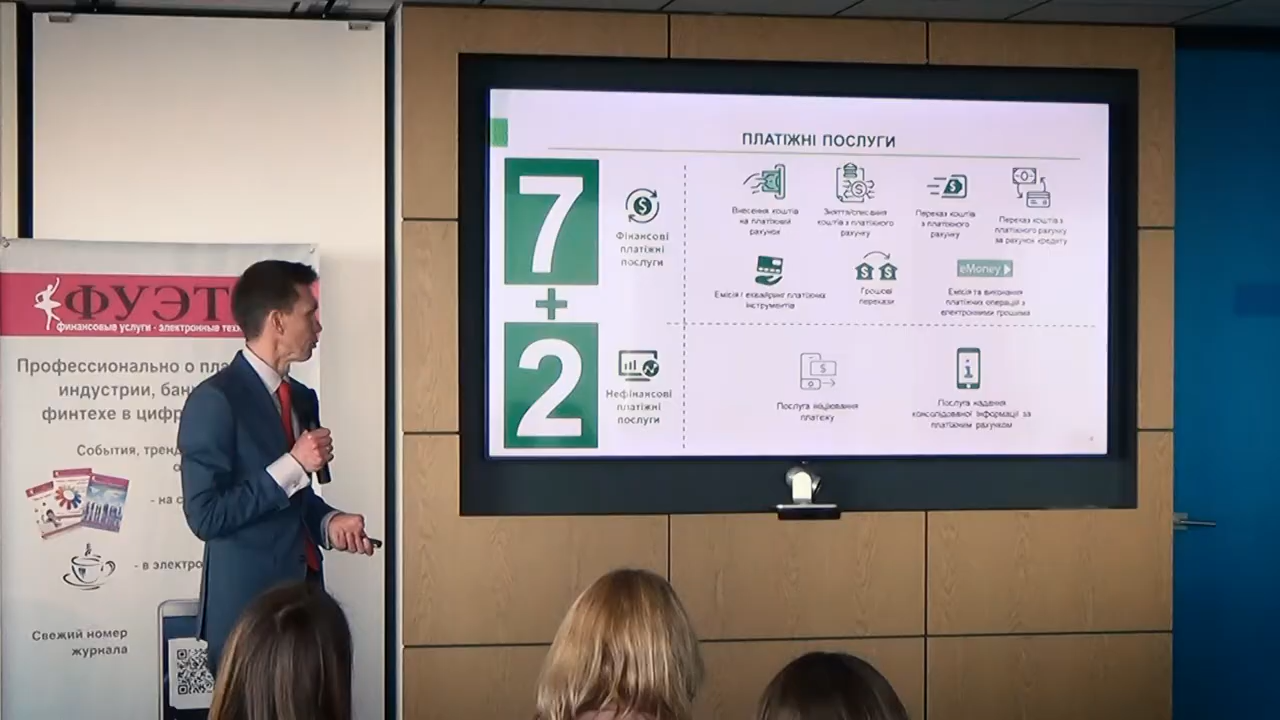 ФУЭТ
финансовые услуги · электронные тех
Профессионально о пла
индустрии, бан
финтехе в цифр
События, тренд
- на с
- в электро
Свежий номер
журнала
ПЛАТІЖНІ ПОСЛУГИ
7
+
2
Фінансові
платіжні
послуги
Внесення коштів
на платіжний
рахунок
Зняття/списання
коштів з платіжного
рахунку
Переказ коштів
з платіжного
рахунку
Переказ коштів з
платіжного рахунку
за рахунок кредиту
Емісія і еквайринг платіжних
інструментів
Грошові
перекази
eMoney
Емісія та виконання
платіжних операцій з
електронними грошима
Нефінансові
платіжні
послуги
Послуга ініціювання
платежу
Послуга надання
консолідованої інформації за
платіжним рахунком